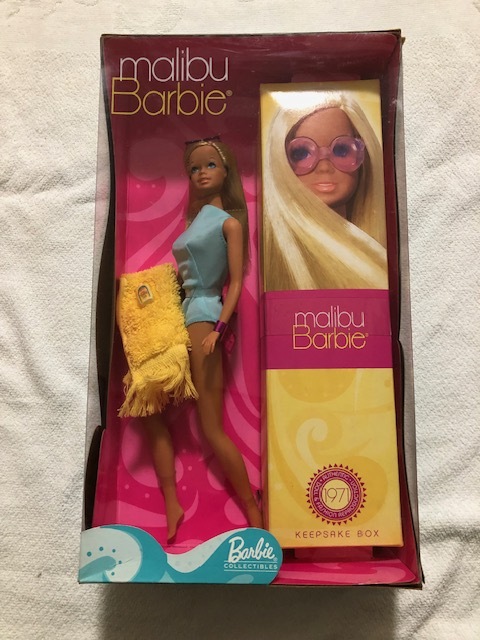 malibu
Barbie®
malibu
Barbie®
1971
KEEPSAKE BOX
Barbie®
COLLECTIBLES